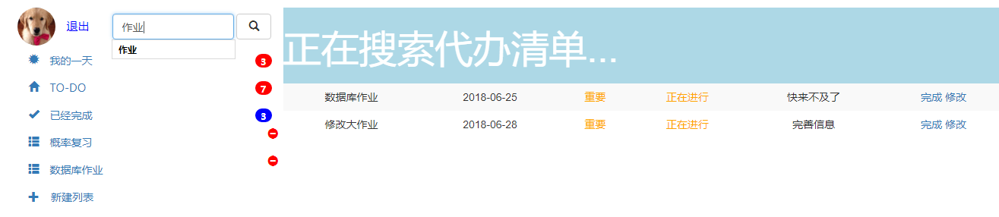 退出
作业
作业
我的一天 3
TO-DO 7
已经完成 3
概率复习
数据库作业
新建列表
正在搜索代办清单...
数据库作业 2018-06-25 重要 正在进行 快来不及了 完成 修改
修改大作业 2018-06-28 重要 正在进行 完善信息 完成 修改